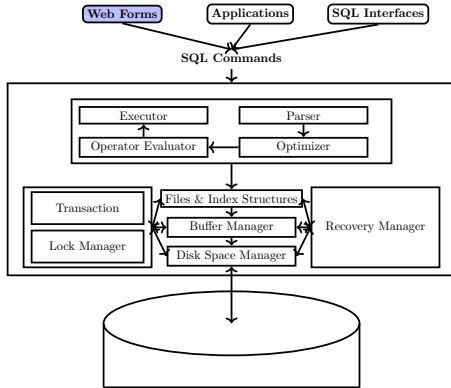 Web Forms
Applications
SQL Interfaces
SQL Commands
Executor
Parser
Operator Evaluator
Optimizer
Files & Index Structures
Transaction
Buffer Manager
Recovery Manager
Lock Manager
Disk Space Manager